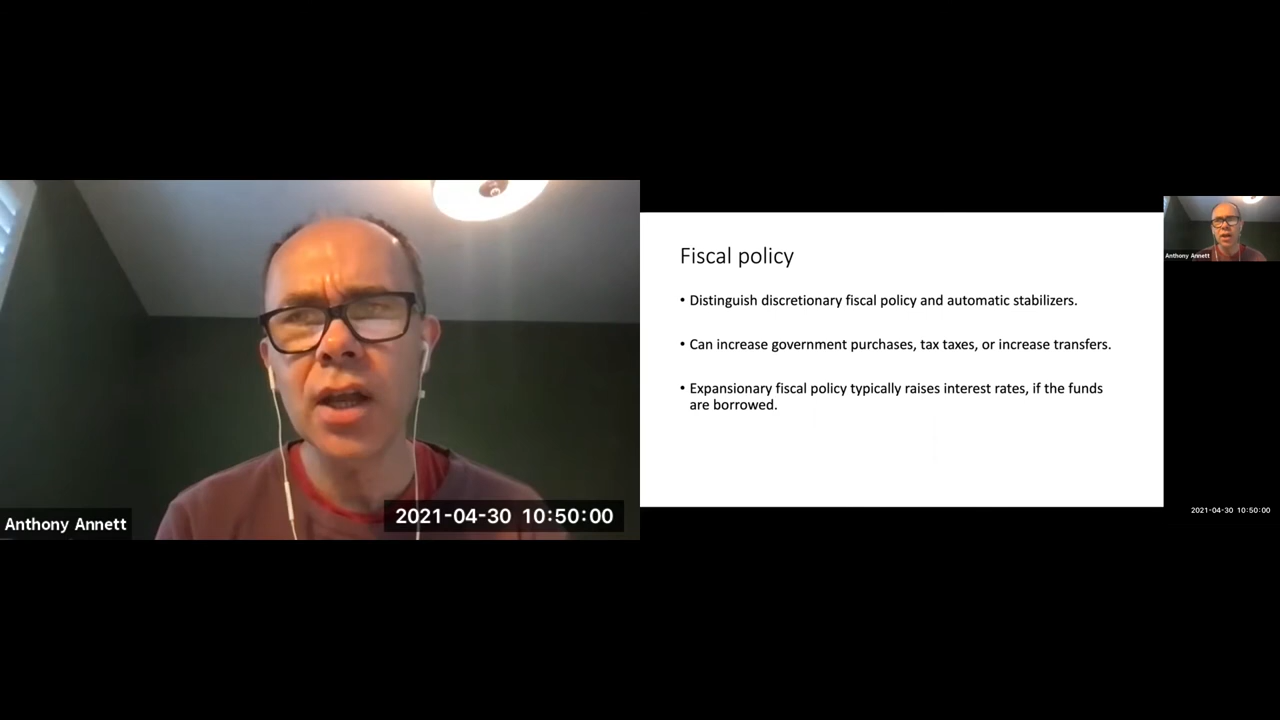 Anthony Annett
2021-04-30 10:50:00
Fiscal policy
• Distinguish discretionary fiscal policy and automatic stabilizers.
• Can increase government purchases, tax taxes, or increase transfers.
• Expansionary fiscal policy typically raises interest rates, if the funds
are borrowed.
Anthony Annett
2021-04-30 10:50:00